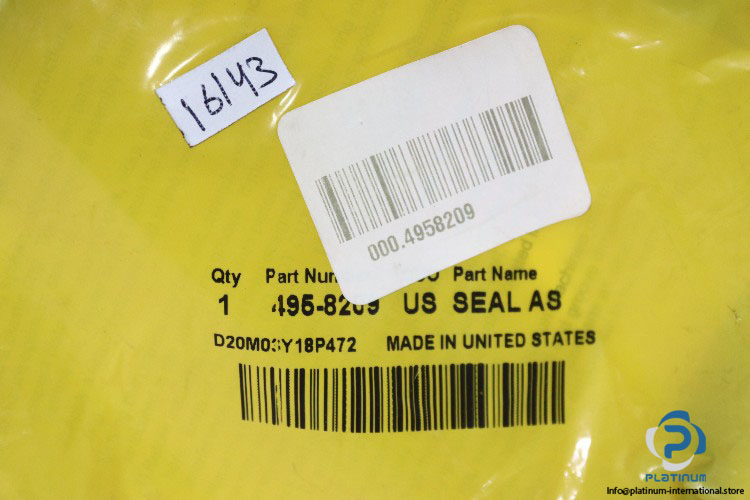 16143
000.4958209
Qty Part Num Part Name
1 495-8209 US SEAL AS
D20M03Y18P472 MADE IN UNITED STATES
PLATINUM
Info@platinum-international.store